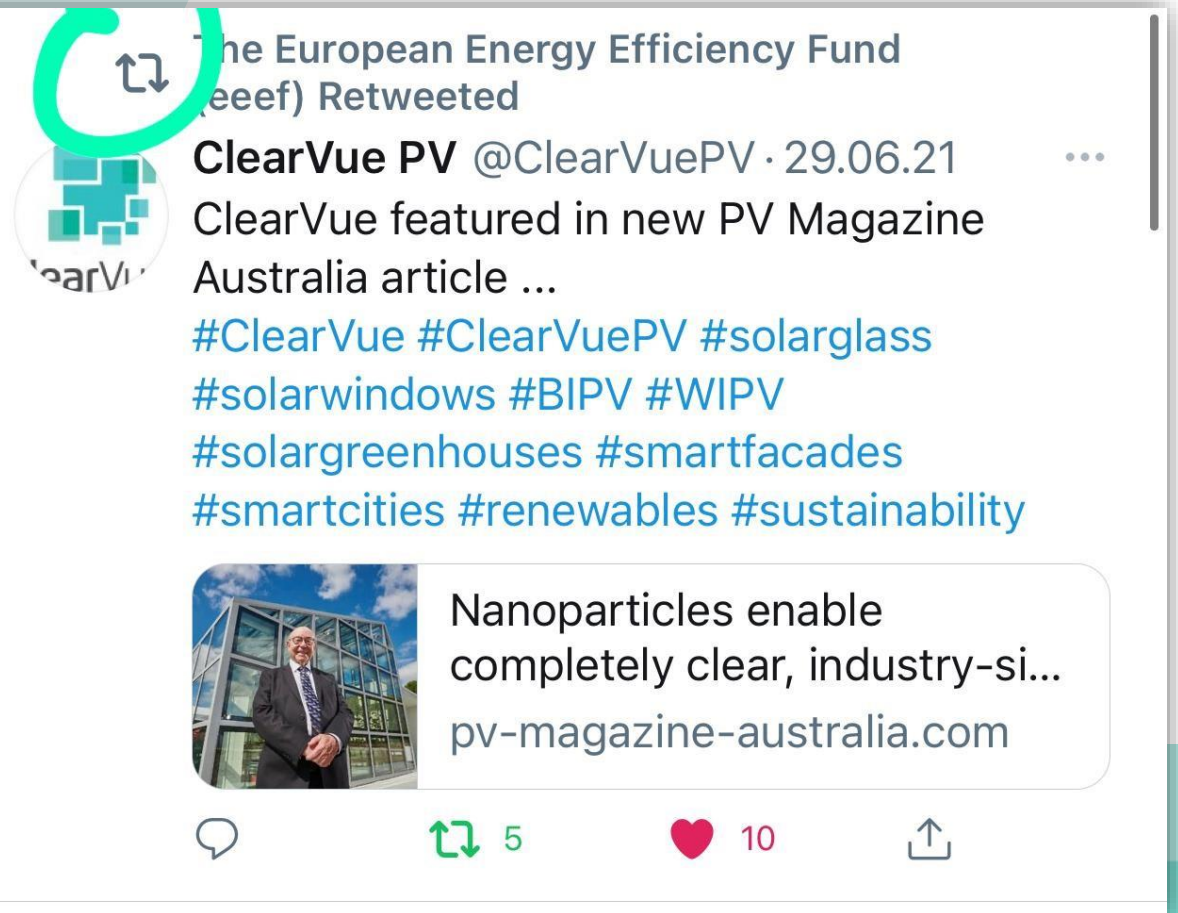 The European Energy Efficiency Fund
(eeef) Retweeted
ClearVue PV @ClearVuePV · 29.06.21
ClearVue featured in new PV Magazine
Australia article ...
#ClearVue #ClearVuePV #solarglass
#solarwindows #BIPV #WIPV
#solargreenhouses #smartfacades
#smartcities #renewables #sustainability
Nanoparticles enable
completely clear, industry-si...
pv-magazine-australia.com
5 10